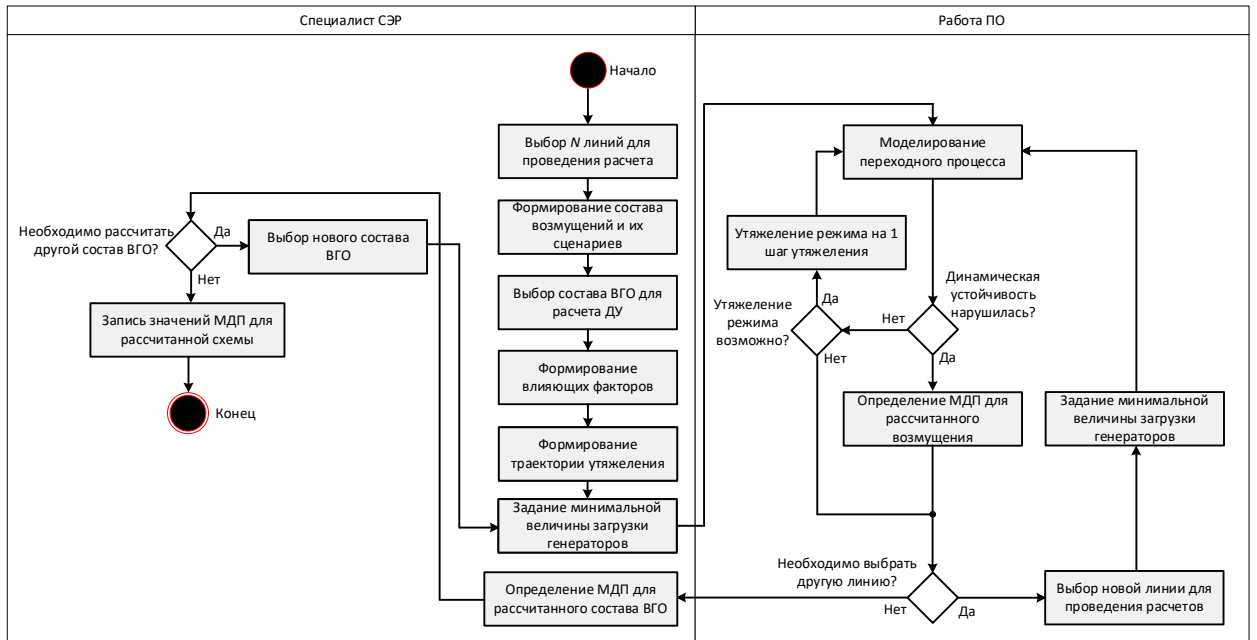 Специалист СЭР
Работа ПО
Начало
Выбор N линий для
проведения расчета
Формирование состава
возмущений и их
сценариев
Выбор состава ВГО для
расчета ДУ
Формирование
влияющих факторов
Формирование
траектории утяжеления
Задание минимальной
величины загрузки
генераторов
Определение МДП для
рассчитанного состава ВГО
Необходимо рассчитать
другой состав ВГО?
Да
Нет
Выбор нового состава
ВГО
Запись значений МДП для
рассчитанной схемы
Конец
Моделирование
переходного процесса
Утяжеление режима на 1
шаг утяжеления
Динамическая
устойчивость
нарушилась?
Нет
Да
Утяжеление
режима
возможно?
Да
Нет
Определение МДП для
рассчитанного
возмущения
Задание минимальной
величины загрузки
генераторов
Необходимо выбрать
другую линию?
Нет
Да
Выбор новой линии для
проведения расчетов